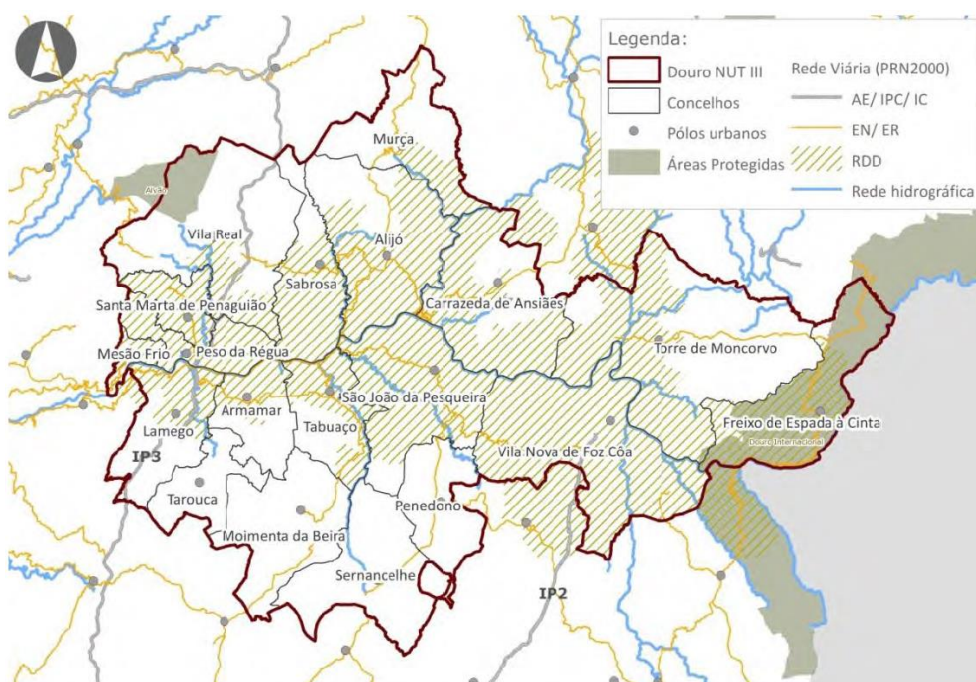 Legenda:
Douro NUT III
Concelhos
Pólos urbanos
Áreas Protegidas
Rede Viária (PRN2000)
AE/ IPC/ IC
EN/ ER
RDD
Rede hidrográfica
Murça
Alvão
Vila Real
Alijó
Sabrosa
Santa Marta de Penaguião
Carrazeda de Ansiães
Mesão Frio
Peso da Régua
Torre de Moncorvo
São João da Pesqueira
Armamar
Tabuaço
Lamego
Freixo de Espada à Cinta
Douro Internacional
Vila Nova de Foz Côa
IP3
Tarouca
Penedono
Moimenta da Beira
Sernancelhe
IP2